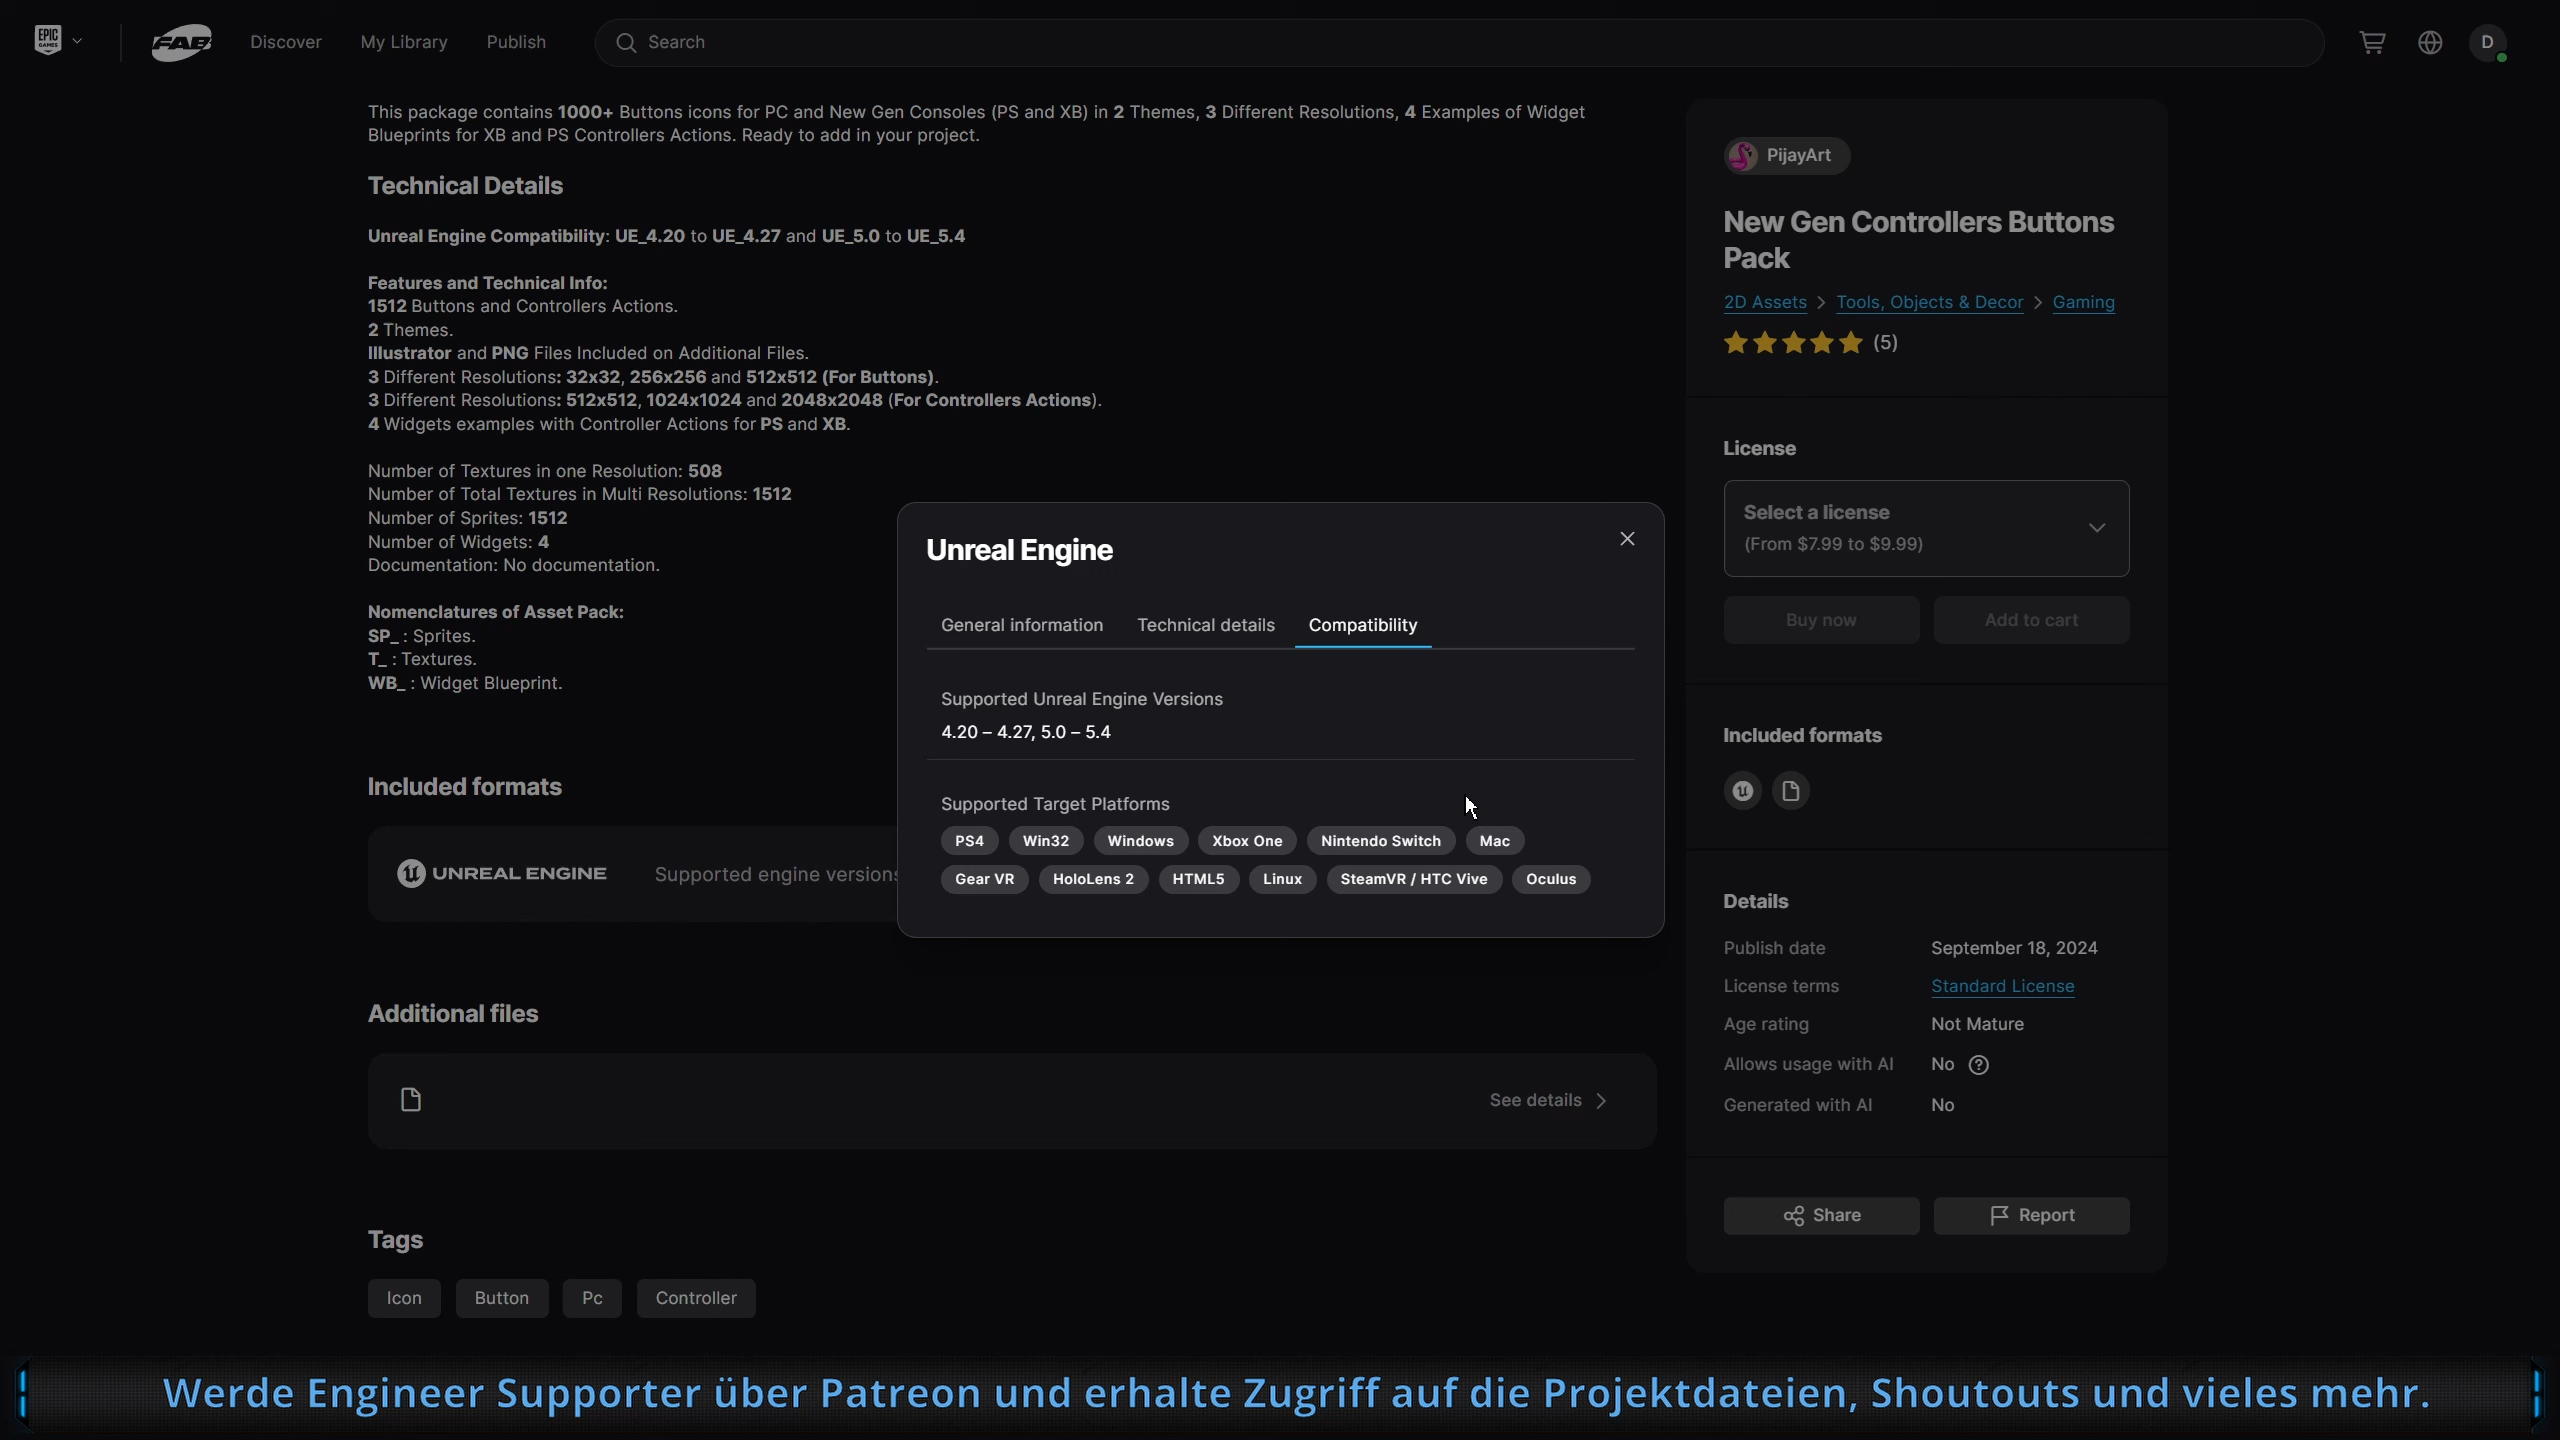 EPIC GAMES
FAB
Discover
My Library
Publish
Search
D
This package contains 1000+ Buttons icons for PC and New Gen Consoles (PS and XB) in 2 Themes, 3 Different Resolutions, 4 Examples of Widget
Blueprints for XB and PS Controllers Actions. Ready to add in your project.
Technical Details
Unreal Engine Compatibility: UE_4.20 to UE_4.27 and UE_5.0 to UE_5.4
Features and Technical Info:
1512 Buttons and Controllers Actions.
2 Themes.
Illustrator and PNG Files Included on Additional Files.
3 Different Resolutions: 32x32, 256x256 and 512x512 (For Buttons).
3 Different Resolutions: 512x512, 1024x1024 and 2048x2048 (For Controllers Actions).
4 Widgets examples with Controller Actions for PS and XB.
Number of Textures in one Resolution: 508
Number of Total Textures in Multi Resolutions: 1512
Number of Sprites: 1512
Number of Widgets: 4
Documentation: No documentation.
Nomenclatures of Asset Pack:
SP_ : Sprites.
T_ : Textures.
WB_ : Widget Blueprint.
Included formats
UNREAL ENGINE
Supported engine versions
Additional files
See details
Tags
Icon
Button
Pc
Controller
Unreal Engine
General information
Technical details
Compatibility
Supported Unreal Engine Versions
4.20 – 4.27, 5.0 – 5.4
Supported Target Platforms
PS4
Win32
Windows
Xbox One
Nintendo Switch
Mac
Gear VR
HoloLens 2
HTML5
Linux
SteamVR / HTC Vive
Oculus
PijayArt
New Gen Controllers Buttons
Pack
2D Assets > Tools, Objects & Decor > Gaming
(5)
License
Select a license
(From $7.99 to $9.99)
Buy now
Add to cart
Included formats
Details
Publish date September 18, 2024
License terms Standard License
Age rating Not Mature
Allows usage with AI No
Generated with AI No
Share
Report
Werde Engineer Supporter über Patreon und erhalte Zugriff auf die Projektdateien, Shoutouts und vieles mehr.